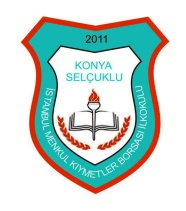 2011
KONYA
SELÇUKLU
İSTANBUL MENKUL KIYMETLER BORSASI İLKOKULU